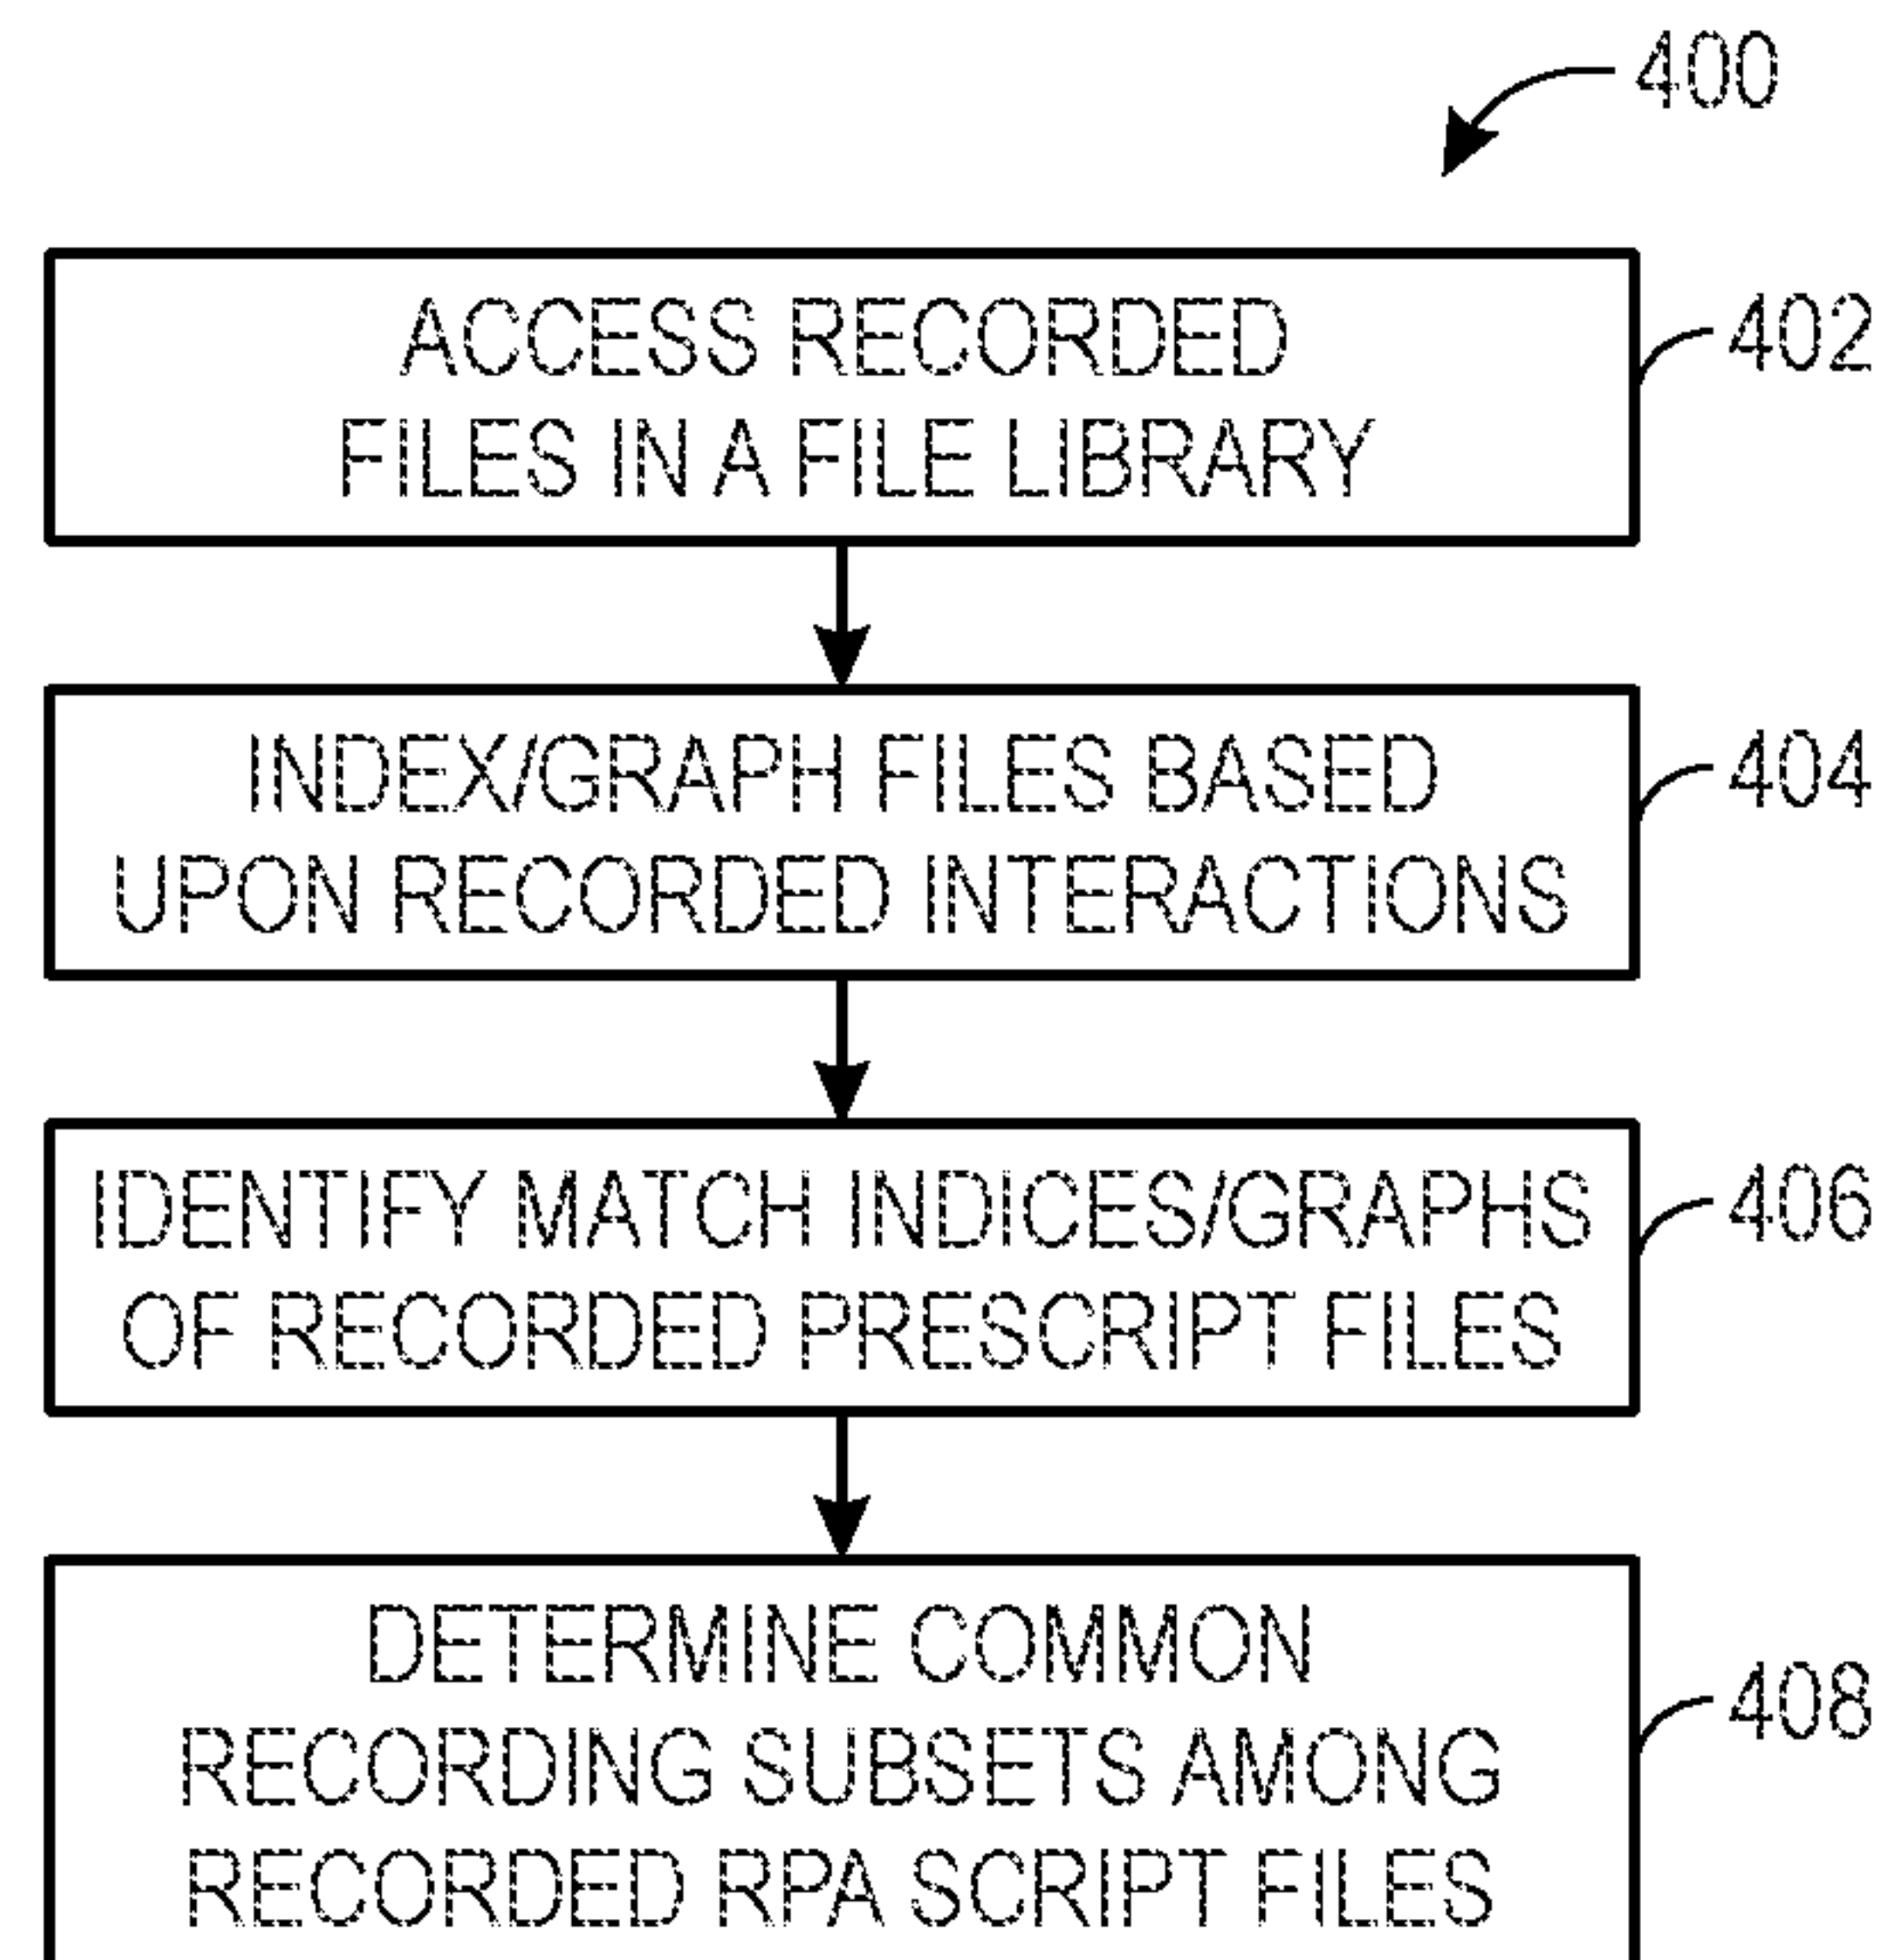 400
ACCESS RECORDED
FILES IN A FILE LIBRARY
402
INDEX/GRAPH FILES BASED
UPON RECORDED INTERACTIONS
404
IDENTIFY MATCH INDICES/GRAPHS
OF RECORDED PRESCRIPT FILES
406
DETERMINE COMMON
RECORDING SUBSETS AMONG
RECORDED RPA SCRIPT FILES
408